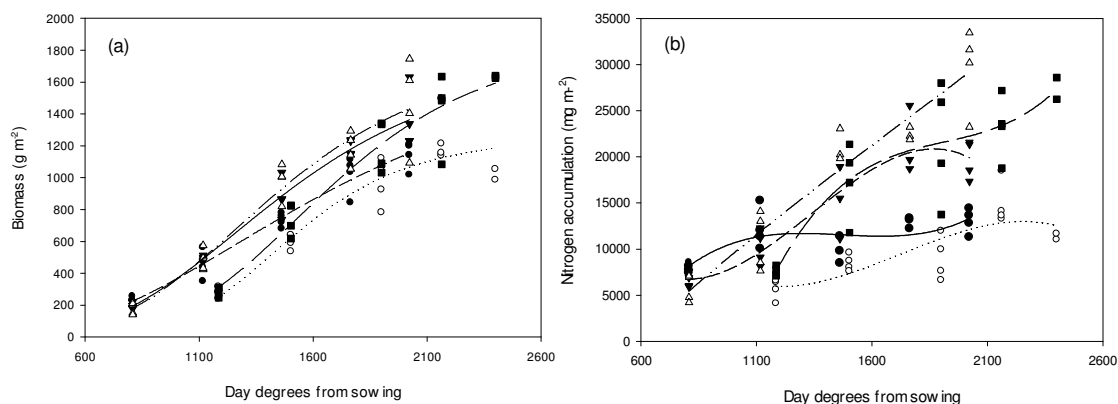 (a)
Biomass (g m-2)
2000
1800
1600
1400
1200
1000
800
600
400
200
0
600 1100 1600 2100 2600
Day degrees from sowing
(b)
Nitrogen accumulation (mg m-2)
35000
30000
25000
20000
15000
10000
5000
0
600 1100 1600 2100 2600
Day degrees from sowing